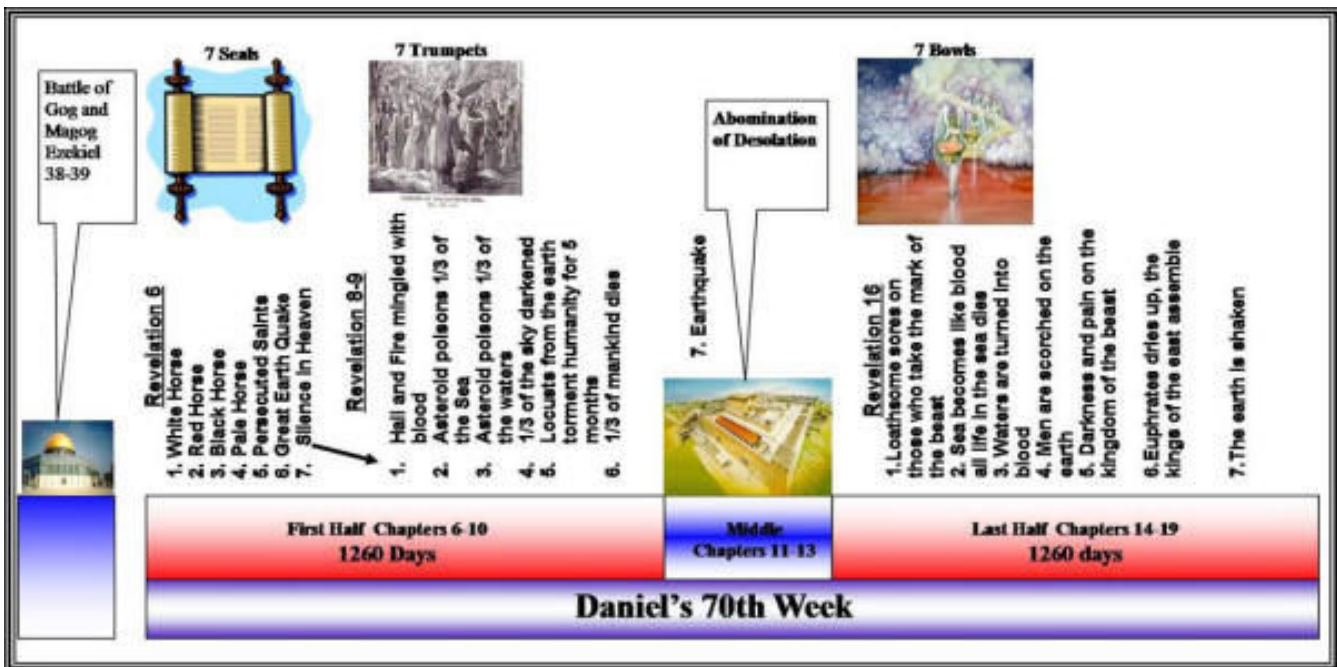 Battle of
Gog and
Magog
Ezekiel
38-39
7 Seals
Revelation 6
1. White Horse
2. Red Horse
3. Black Horse
4. Pale Horse
5. Persecuted Saints
6. Great Earth Quake
7. Silence in Heaven
7 Trumpets
Revelation 8-9
1. Hail and Fire mingled with
blood
2. Asteroid poisons 1/3 of
the Sea
3. Asteroid poisons 1/3 of
the waters
4. 1/3 of the sky darkened
5. Locusts from the earth
torment humanity for 5
months
6. 1/3 of mankind dies
7. Earthquake
Abomination
of Desolation
7 Bowls
Revelation 16
1.Loathsome sores on
those who take the mark of
the beast
2. Sea becomes like blood
all life in the sea dies
3. Waters are turned into
blood
4. Men are scorched on the
earth
5. Darkness and pain on the
kingdom of the beast
6.Euphrates dries up, the
kings of the east assemble
7.The earth is shaken
First Half Chapters 6-10
1260 Days
Middle
Chapters 11-13
Last Half Chapters 14-19
1260 days
Daniel's 70th Week